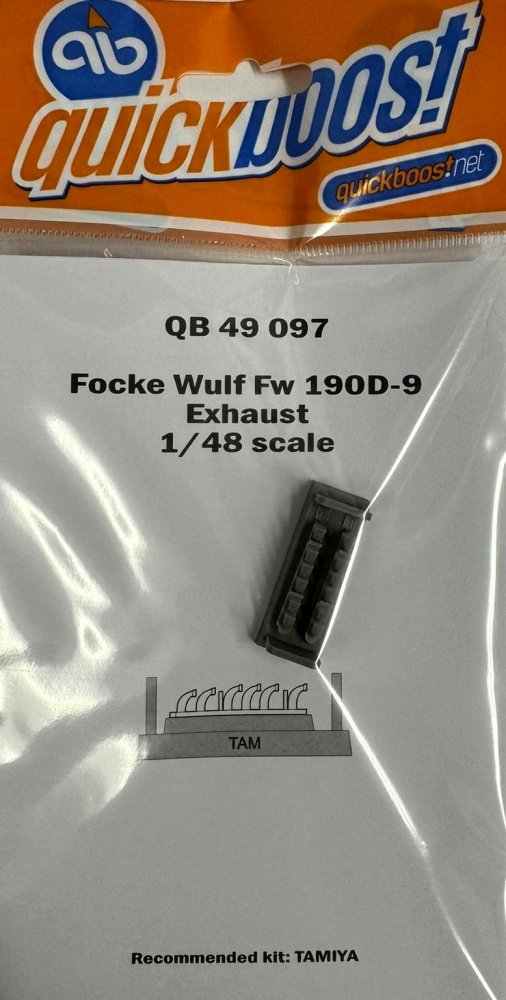 qb
quickboost
quickboost.net
QB 49 097
Focke Wulf Fw 190D-9
Exhaust
1/48 scale
TAM
Recommended kit: TAMIYA